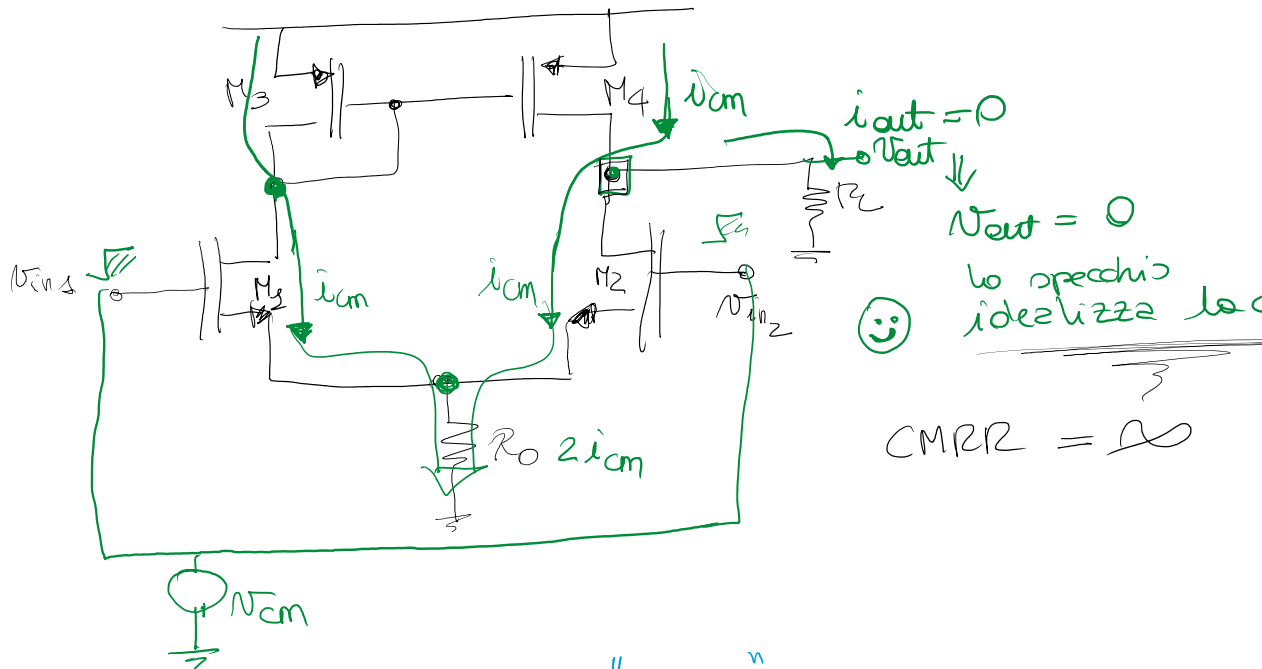 M3
M4
icm
iout = 0
Vout
⇓
RL
Vout = 0
lo specchio
idealizza la c
CMRR = ∞
vin1
M1
icm
icm
M2
vin2
R0 2icm
vcm
" "